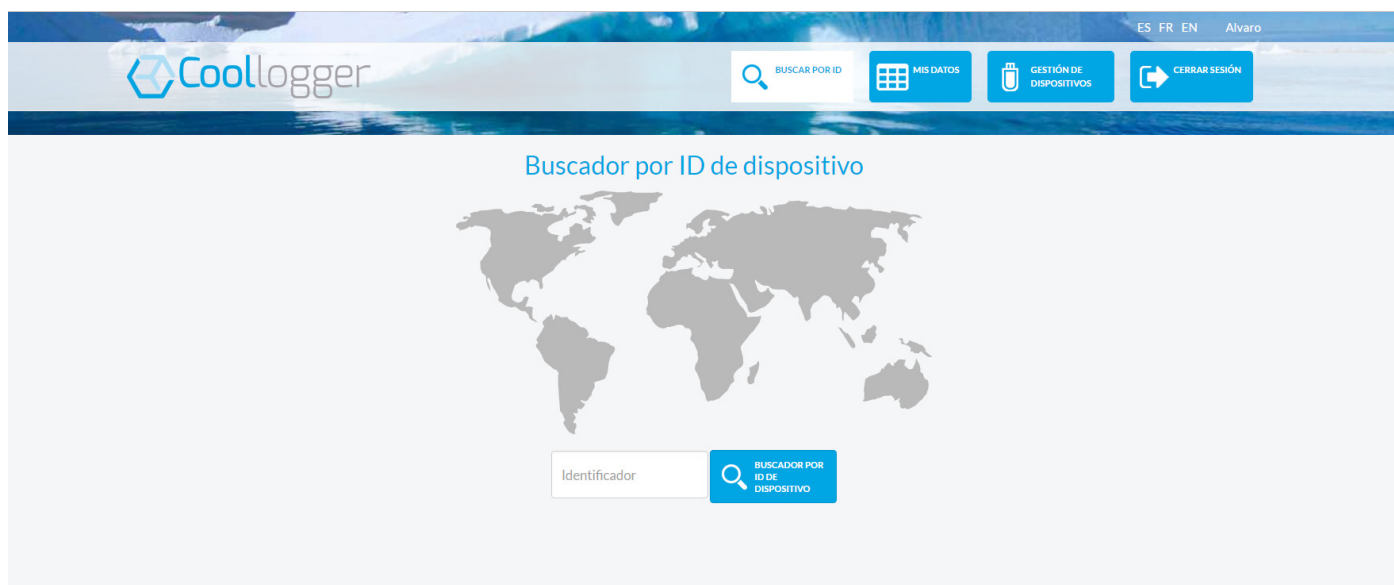 ES FR EN Alvaro
Coollogger
BUSCAR POR ID
MIS DATOS
GESTIÓN DE
DISPOSITIVOS
CERRAR SESIÓN
Buscador por ID de dispositivo
Identificador
BUSCADOR POR
ID DE
DISPOSITIVO